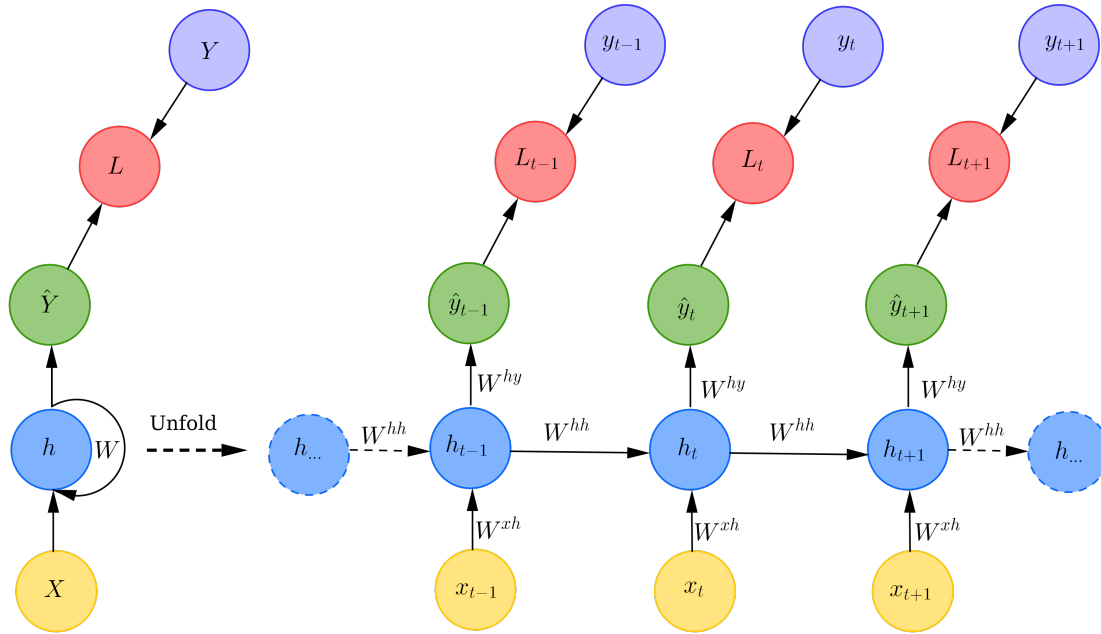 Y
y_{t−1}
y_t
y_{t+1}
L
L_{t−1}
L_t
L_{t+1}
Ŷ
ŷ_{t−1}
ŷ_t
ŷ_{t+1}
W^{hy}
W^{hy}
W^{hy}
Unfold
W^{hh}
W^{hh}
W^{hh}
W^{hh}
h
W
h_{...}
h_{t−1}
h_t
h_{t+1}
h_{...}
W^{xh}
W^{xh}
W^{xh}
X
x_{t−1}
x_t
x_{t+1}